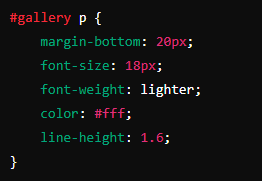 #gallery p {
    margin-bottom: 20px;
    font-size: 18px;
    font-weight: lighter;
    color: #fff;
    line-height: 1.6;
}